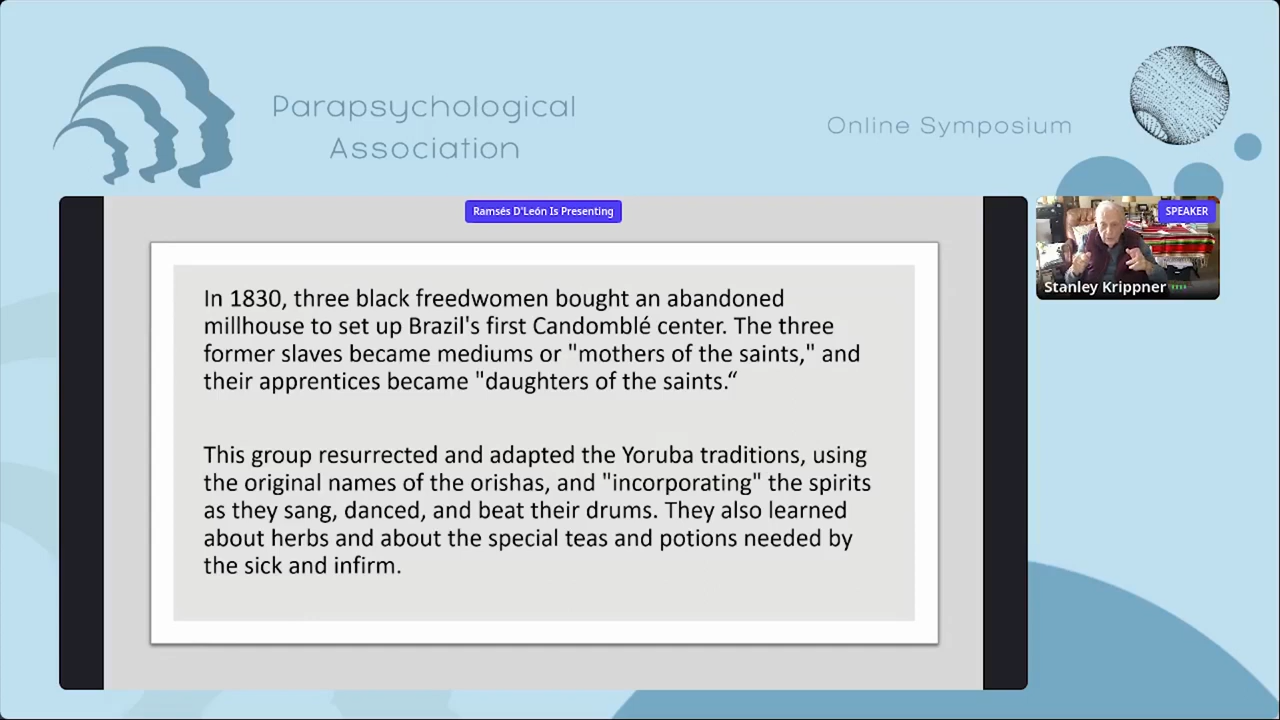 Parapsychological
Association
Online Symposium
Ramsés D'León Is Presenting
SPEAKER
Stanley Krippner
In 1830, three black freedwomen bought an abandoned
millhouse to set up Brazil's first Candomblé center. The three
former slaves became mediums or "mothers of the saints," and
their apprentices became "daughters of the saints.“
This group resurrected and adapted the Yoruba traditions, using
the original names of the orishas, and "incorporating" the spirits
as they sang, danced, and beat their drums. They also learned
about herbs and about the special teas and potions needed by
the sick and infirm.